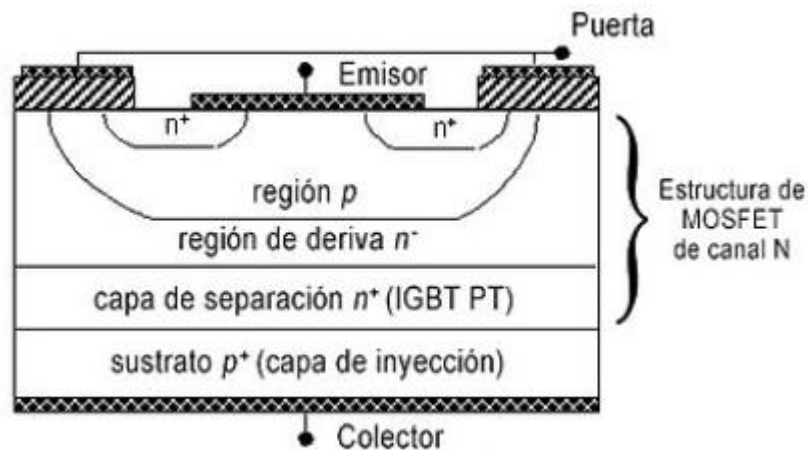 Puerta
Emisor
n⁺ n⁺
región p
región de deriva n⁻
capa de separación n⁺ (IGBT PT)
sustrato p⁺ (capa de inyección)
Colector
Estructura de
MOSFET
de canal N